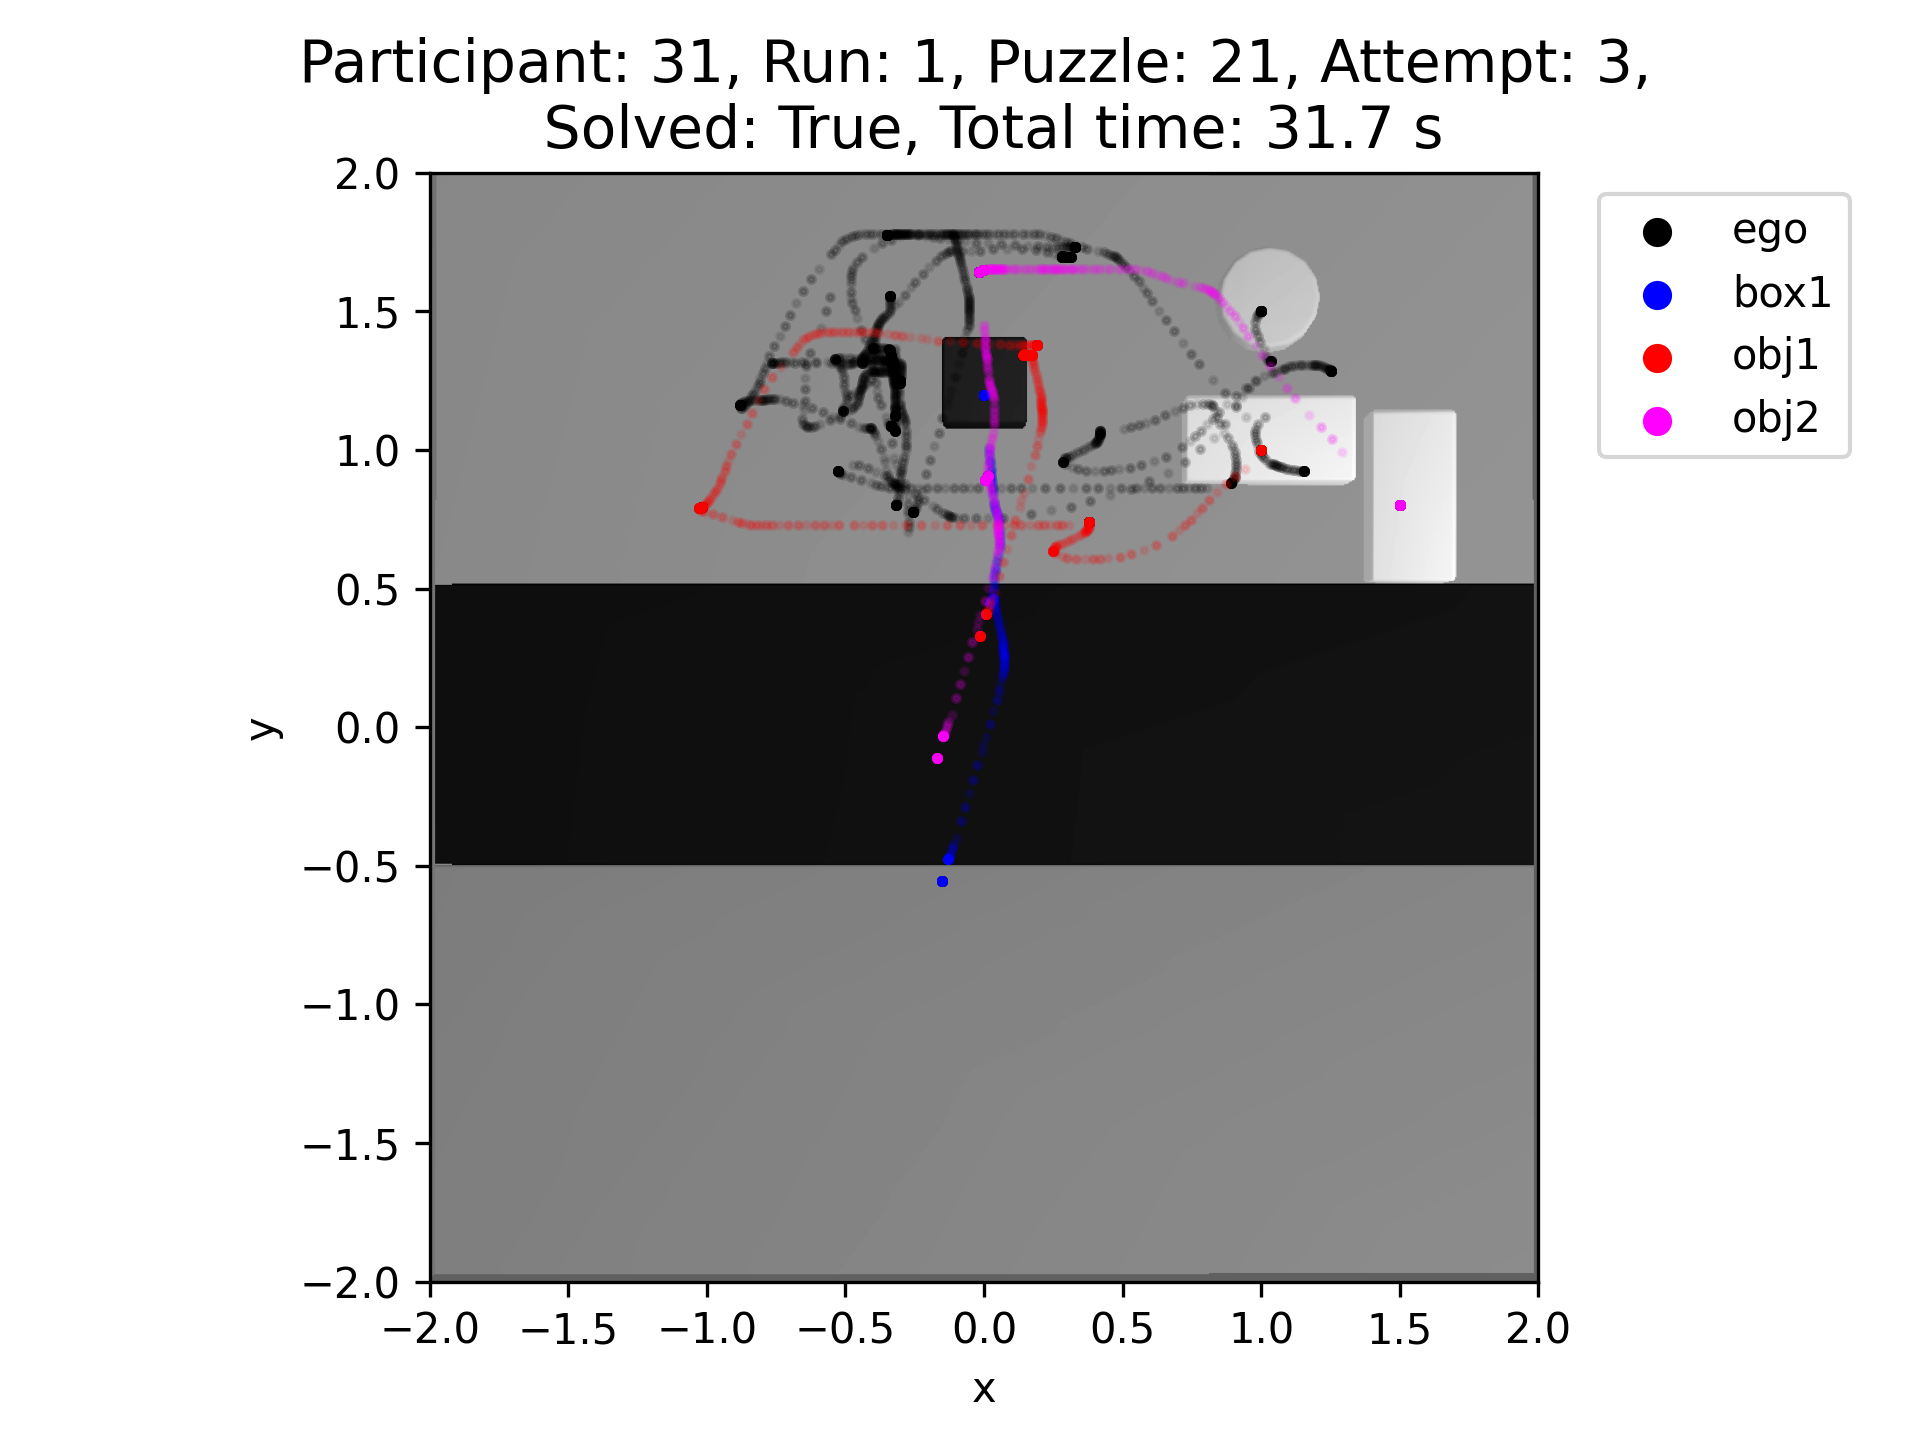 Participant: 31, Run: 1, Puzzle: 21, Attempt: 3,
Solved: True, Total time: 31.7 s
2.0
1.5
1.0
0.5
0.0
−0.5
−1.0
−1.5
−2.0
y
−2.0 −1.5 −1.0 −0.5 0.0 0.5 1.0 1.5 2.0
x
ego
box1
obj1
obj2